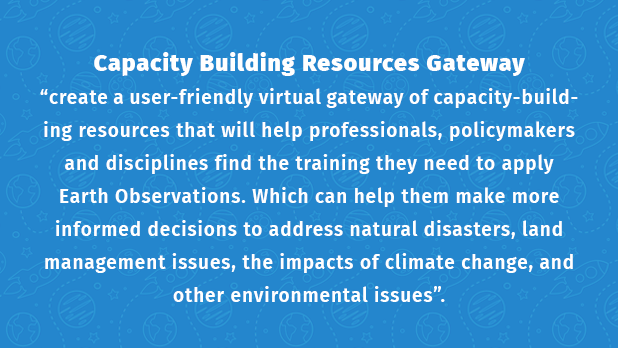 Capacity Building Resources Gateway
“create a user-friendly virtual gateway of capacity-build-
ing resources that will help professionals, policymakers
and disciplines find the training they need to apply
Earth Observations. Which can help them make more
informed decisions to address natural disasters, land
management issues, the impacts of climate change, and
other environmental issues”.